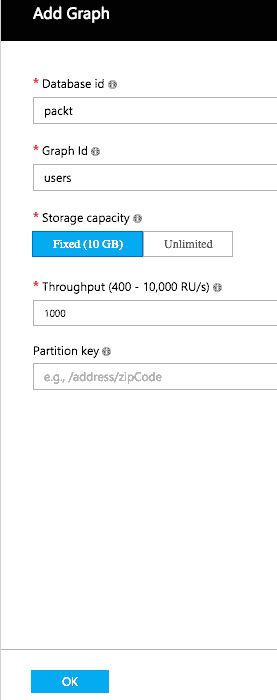 Add Graph
* Database id
packt
* Graph Id
users
* Storage capacity
Fixed (10 GB) Unlimited
* Throughput (400 - 10,000 RU/s)
1000
Partition key
e.g., /address/zipCode
OK